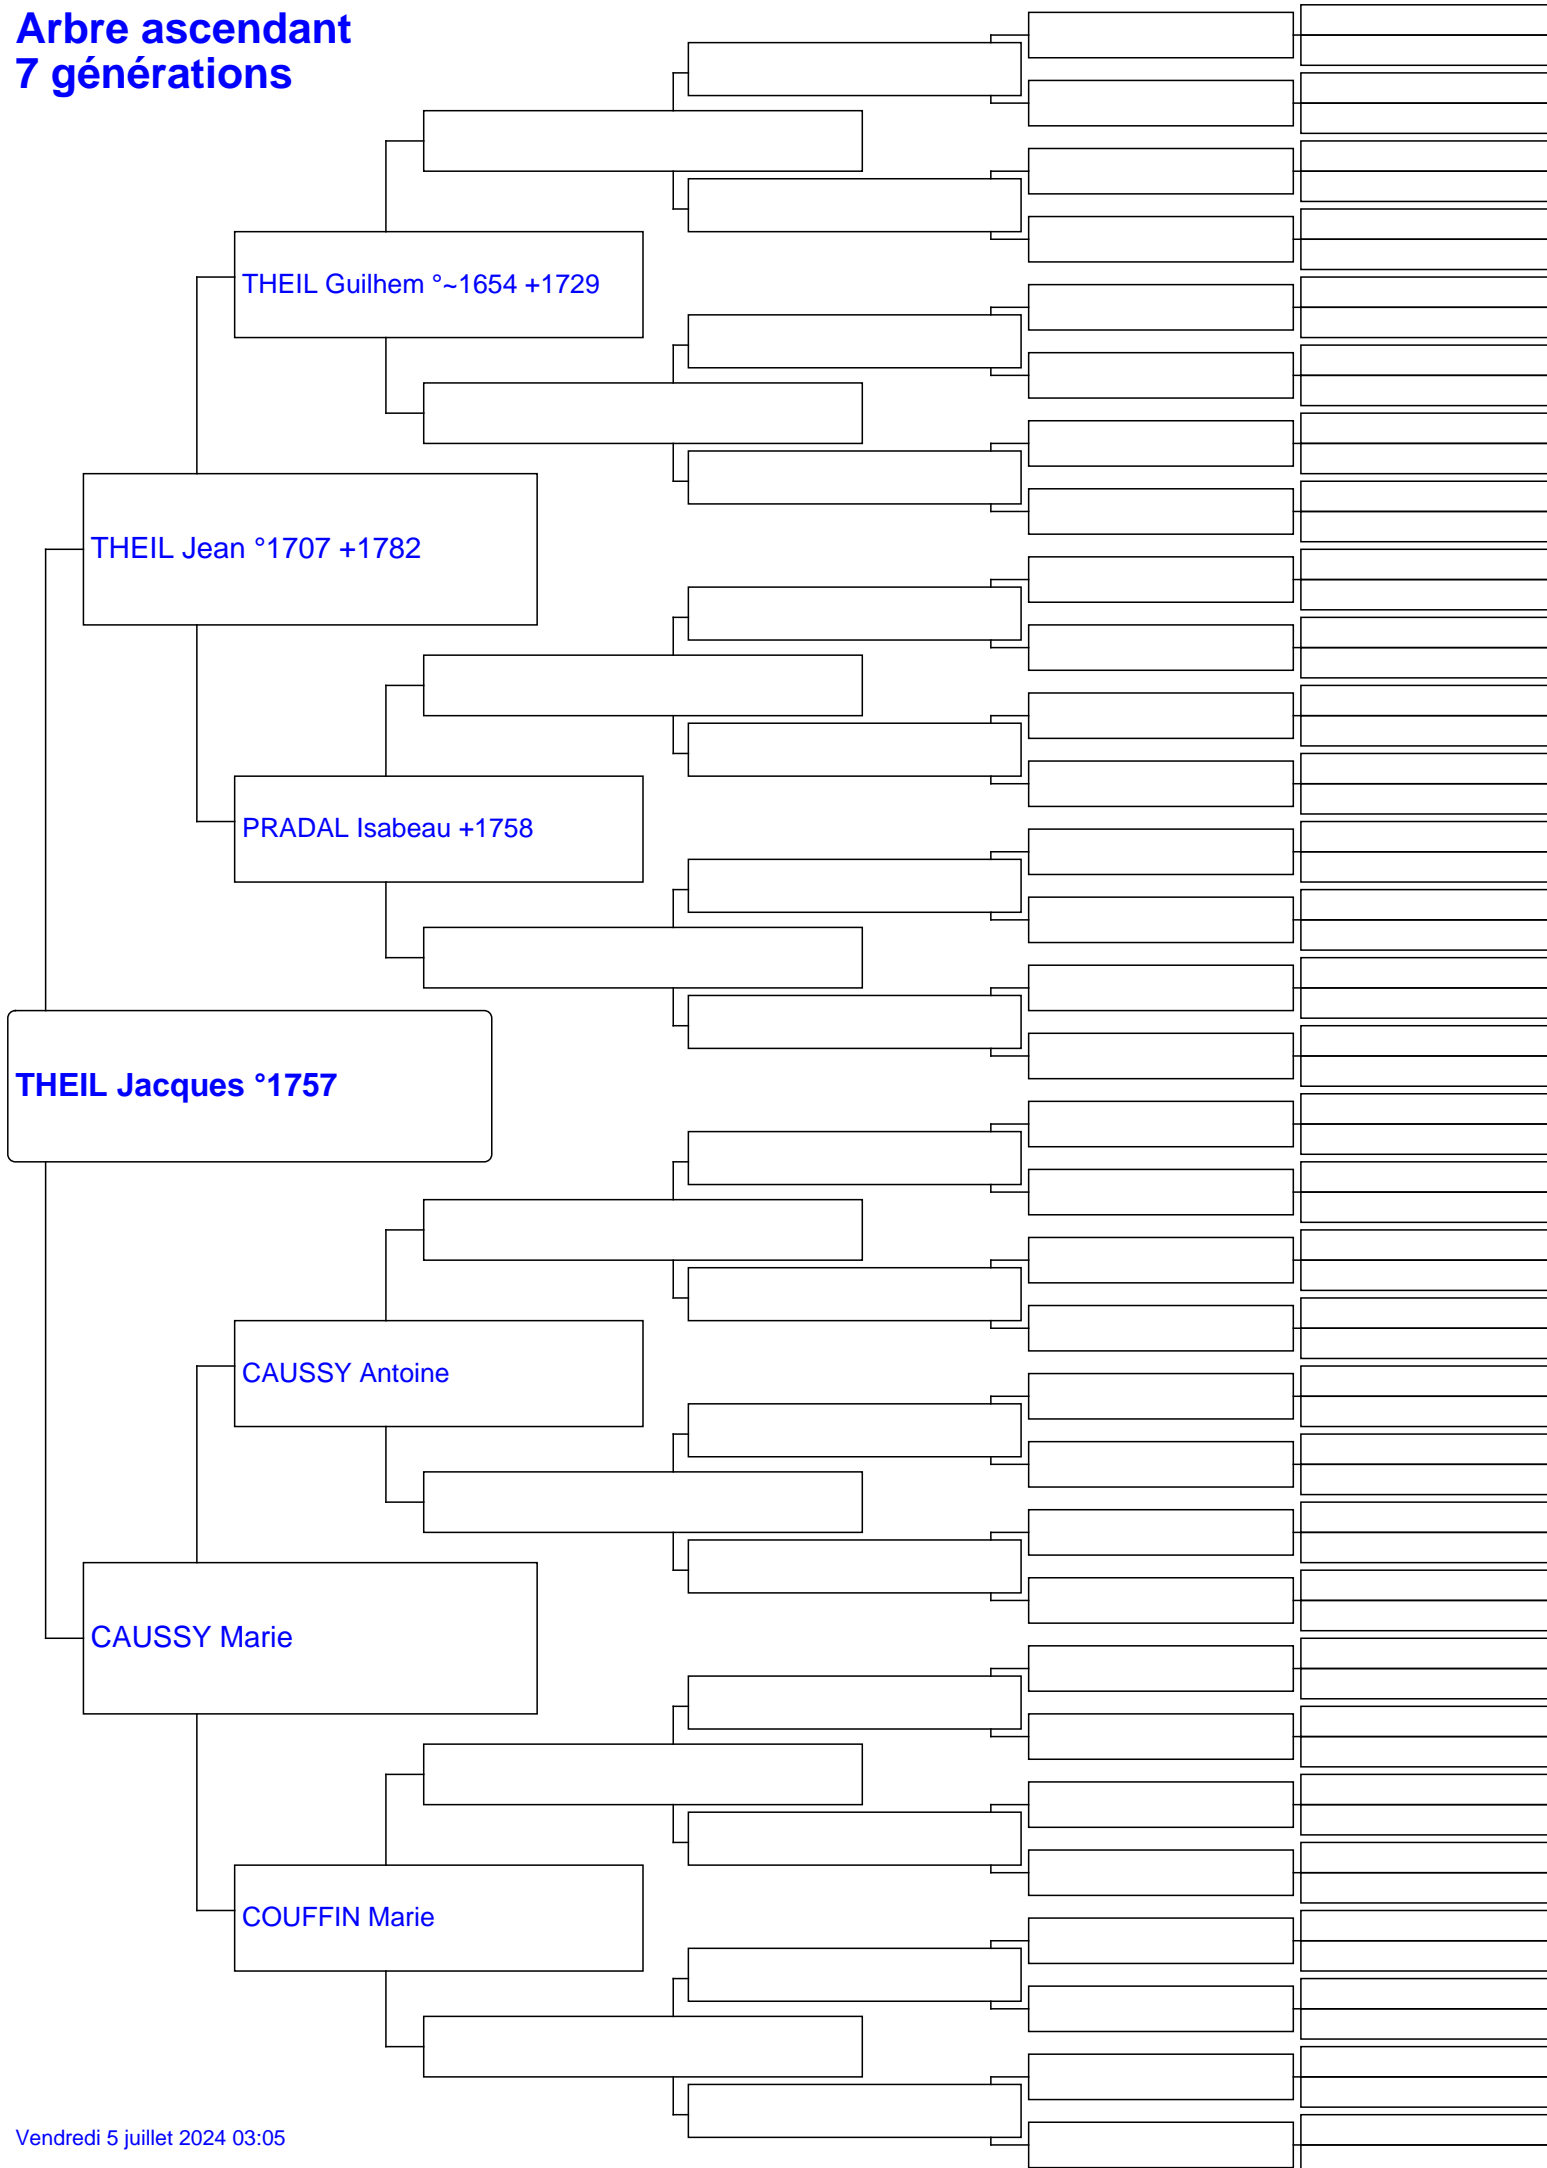 Arbre ascendant
7 générations
THEIL Guilhem °~1654 +1729
THEIL Jean °1707 +1782
PRADAL Isabeau +1758
THEIL Jacques °1757
CAUSSY Antoine
CAUSSY Marie
COUFFIN Marie
Vendredi 5 juillet 2024 03:05